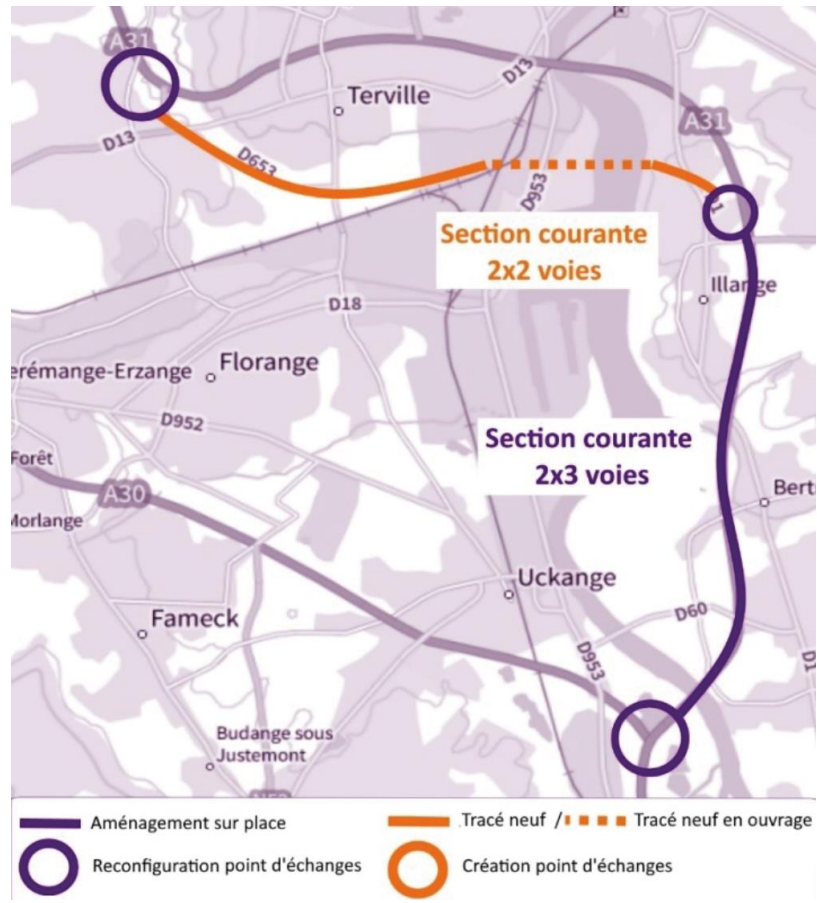 A31
Terville
D13
D13
A31
D653
D953
Section courante
2x2 voies
Illange
D18
erémange-Erzange
Florange
D952
Section courante
2x3 voies
Forêt
A30
Bert
Morlange
Uckange
Fameck
D60
D953
D1
Budange sous
Justemont
Aménagement sur place
Tracé neuf / Tracé neuf en ouvrage
Reconfiguration point d'échanges
Création point d'échanges